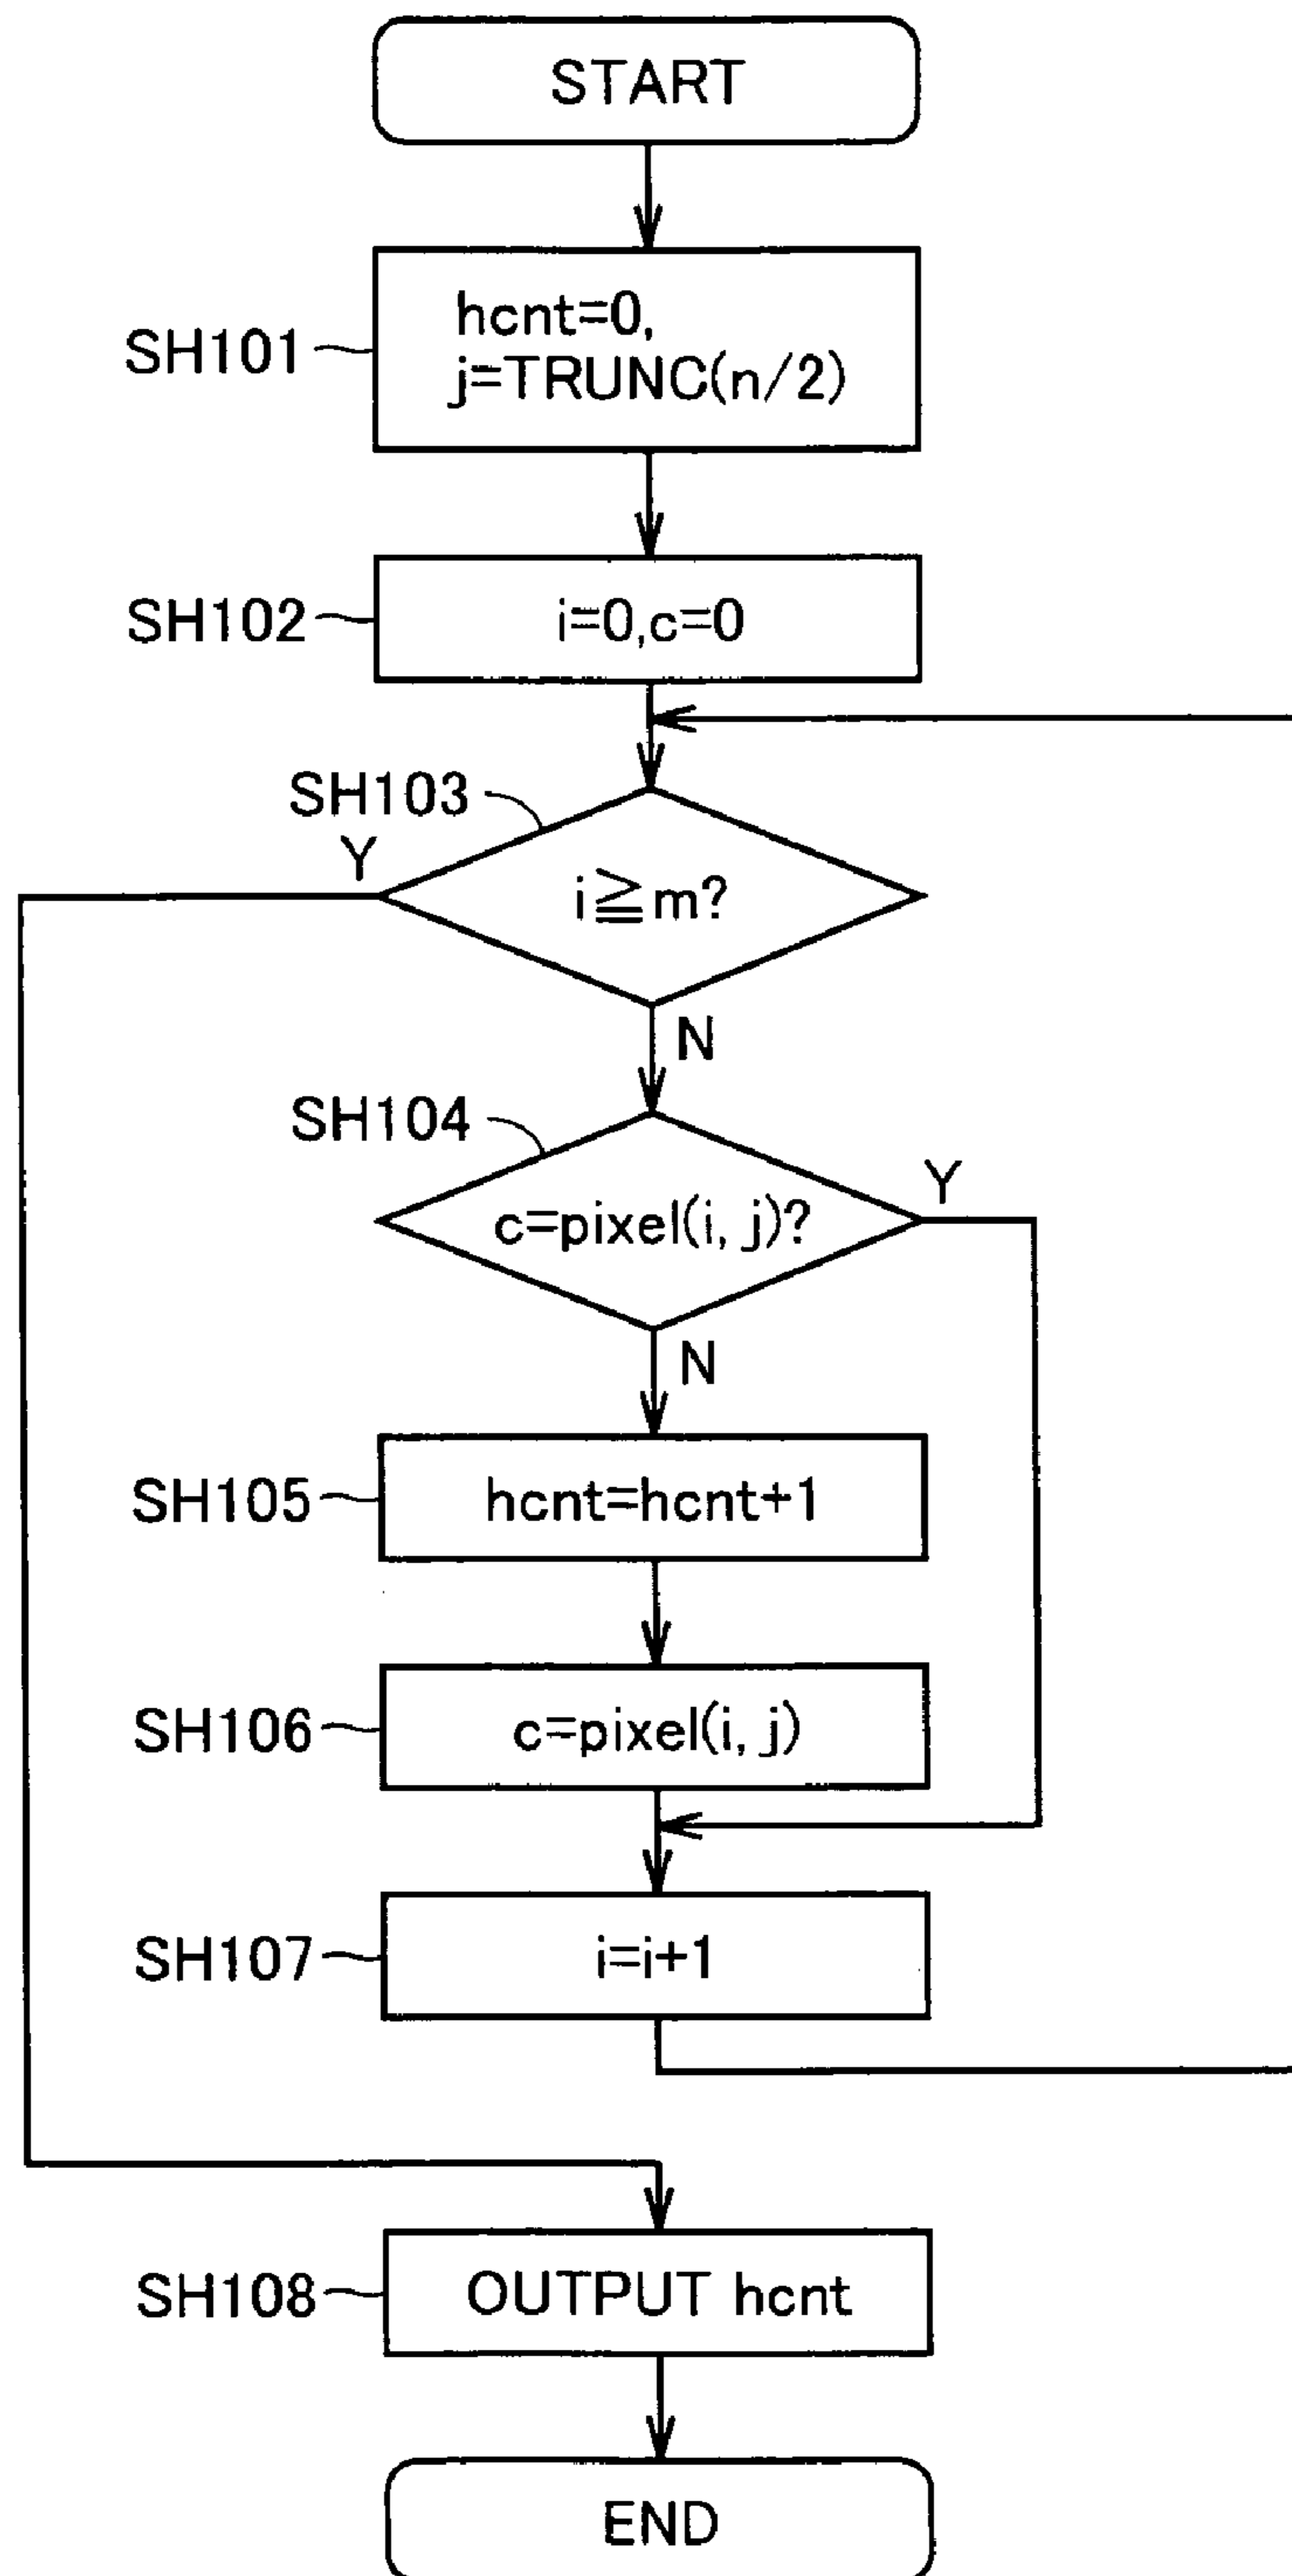 START
SH101
hcnt=0,
j=TRUNC(n/2)
SH102
i=0,c=0
SH103
Y
i≧m?
N
SH104
Y
c=pixel(i, j)?
N
SH105
hcnt=hcnt+1
SH106
c=pixel(i, j)
SH107
i=i+1
SH108
OUTPUT hcnt
END